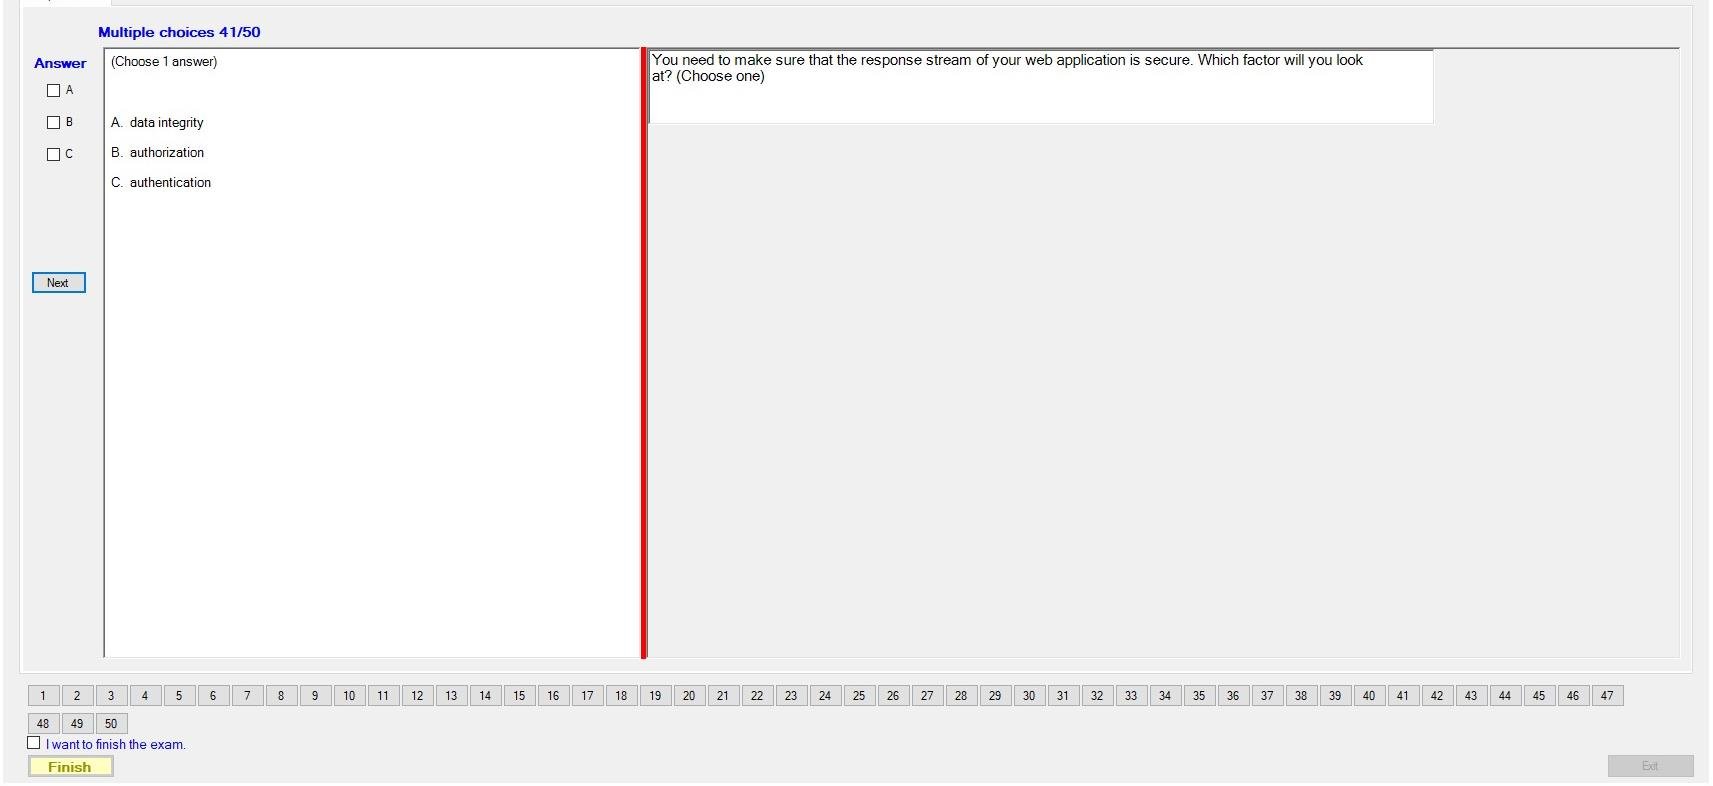 Multiple choices 41/50
Answer
A
B
C
Next
(Choose 1 answer)
A. data integrity
B. authorization
C. authentication
You need to make sure that the response stream of your web application is secure. Which factor will you look
at? (Choose one)
1 2 3 4 5 6 7 8 9 10 11 12 13 14 15 16 17 18 19 20 21 22 23 24 25 26 27 28 29 30 31 32 33 34 35 36 37 38 39 40 41 42 43 44 45 46 47
48 49 50
I want to finish the exam.
Finish
Exit